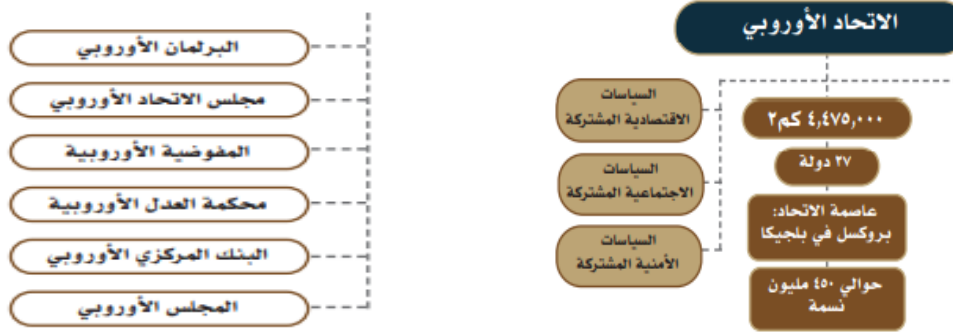 الاتحاد الأوروبي
٤,٤٧٥,٠٠٠ كم٢
٢٧ دولة
عاصمة الاتحاد:
بروكسل في بلجيكا
حوالي ٤٥٠ مليون
نسمة
السياسات
الاقتصادية المشتركة
السياسات
الاجتماعية المشتركة
السياسات
الأمنية المشتركة
البرلمان الأوروبي
مجلس الاتحاد الأوروبي
المفوضية الأوروبية
محكمة العدل الأوروبية
البنك المركزي الأوروبي
المجلس الأوروبي